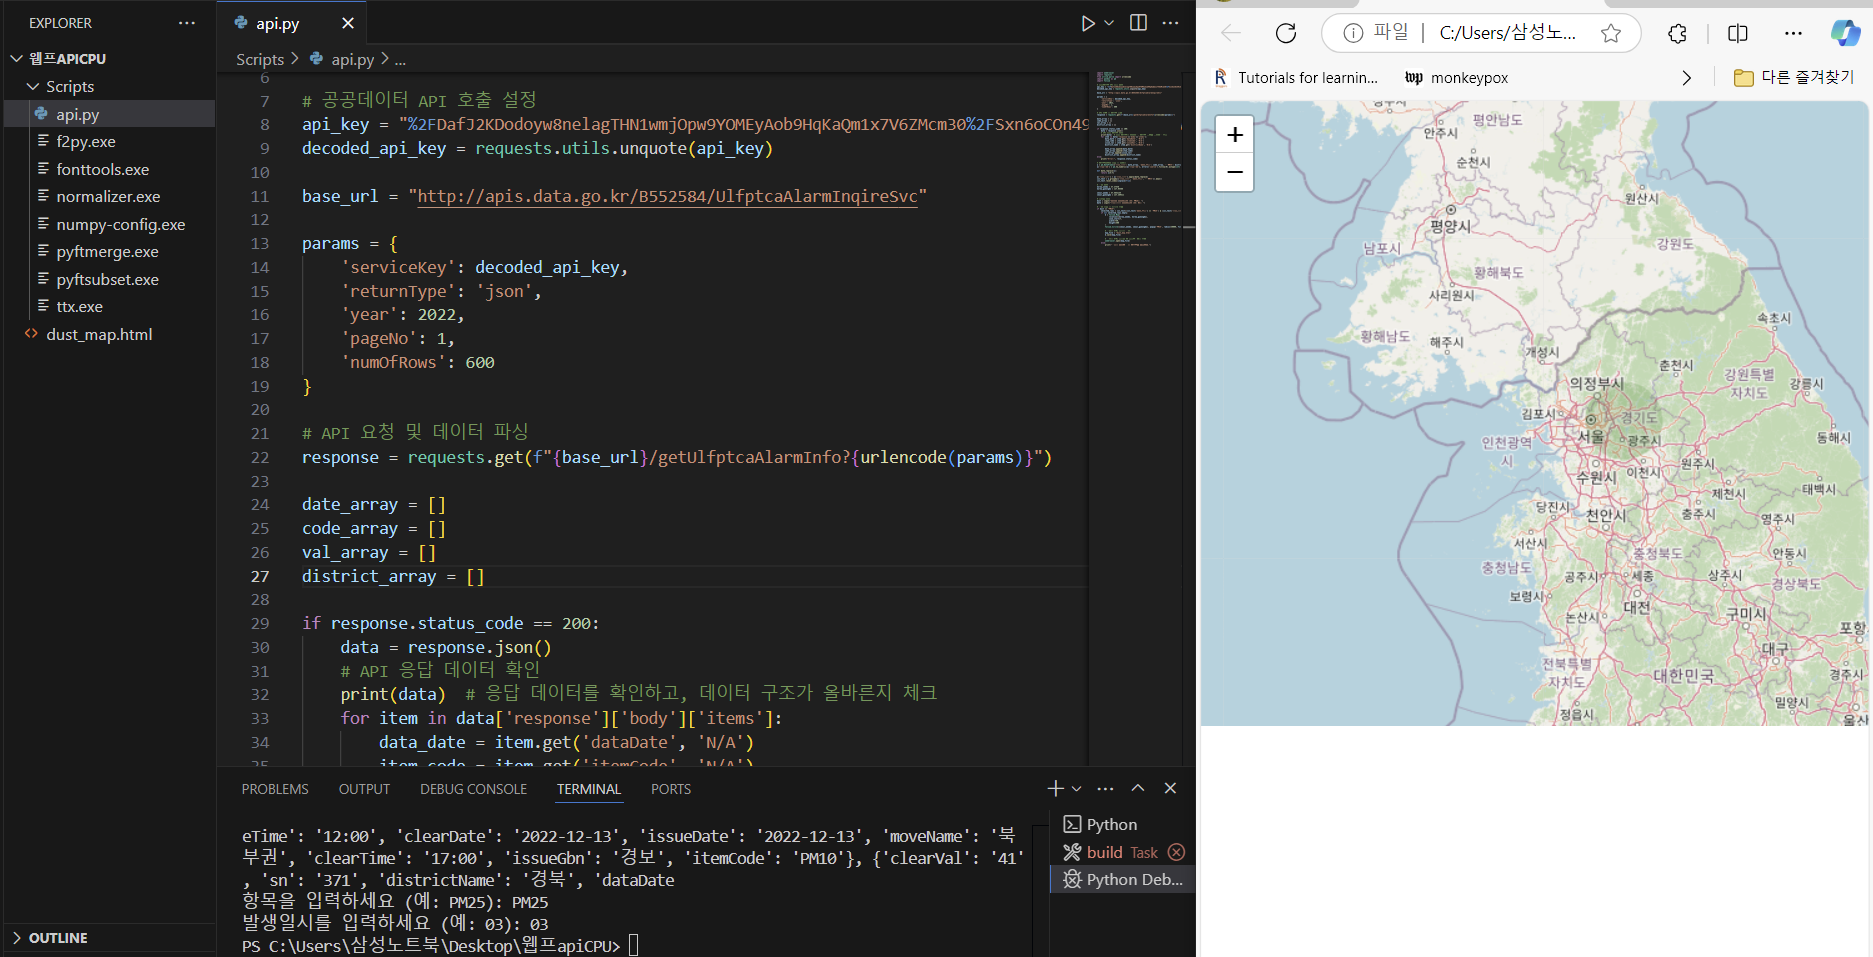 EXPLORER
웹프APICPU
Scripts
api.py
f2py.exe
fonttools.exe
normalizer.exe
numpy-config.exe
pyftmerge.exe
pyftsubset.exe
ttx.exe
dust_map.html
OUTLINE
api.py
Scripts > api.py > ...
6
7 # 공공데이터 API 호출 설정
8 api_key = "%2FDafJ2KDodoyw8nelagTHN1wmjOpw9YOMEyAob9HqKaQm1x7V6ZMcm30%2FSxn6oCOn49
9 decoded_api_key = requests.utils.unquote(api_key)
10
11 base_url = "http://apis.data.go.kr/B552584/UlfptcaAlarmInqireSvc"
12
13 params = {
14 'serviceKey': decoded_api_key,
15 'returnType': 'json',
16 'year': 2022,
17 'pageNo': 1,
18 'numOfRows': 600
19 }
20
21 # API 요청 및 데이터 파싱
22 response = requests.get(f"{base_url}/getUlfptcaAlarmInfo?{urlencode(params)}")
23
24 date_array = []
25 code_array = []
26 val_array = []
27 district_array = []
28
29 if response.status_code == 200:
30 data = response.json()
31 # API 응답 데이터 확인
32 print(data) # 응답 데이터를 확인하고, 데이터 구조가 올바른지 체크
33 for item in data['response']['body']['items']:
34 data_date = item.get('dataDate', 'N/A')
35 item_code = item.get('itemCode', 'N/A')
PROBLEMS OUTPUT DEBUG CONSOLE TERMINAL PORTS
eTime': '12:00', 'clearDate': '2022-12-13', 'issueDate': '2022-12-13', 'moveName': '북
부권', 'clearTime': '17:00', 'issueGbn': '경보', 'itemCode': 'PM10'}, {'clearVal': '41'
, 'sn': '371', 'districtName': '경북', 'dataDate
항목을 입력하세요 (예: PM25): PM25
발생일시를 입력하세요 (예: 03): 03
PS C:\Users\삼성노트북\Desktop\웹프apiCPU>
Python
build Task
Python Deb...
파일 | C:/Users/삼성노...
Tutorials for learnin...
monkeypox
다른 즐겨찾기
+
−
평안남도
안주시
순천시
원산시
평양시
강원도
남포시
황해북도
사리원시
속초시
황해남도
해주시
개성시
춘천시
의정부시
강원특별
자치도
강릉시
김포시
경기도
서울
광주시
동해시
인천광역
시
원주시
수원시
이천시
제천시
태백시
당진시
천안시
충주시
영주시
서산시
충청북도
안동시
충청남도
공주시
세종
상주시
경상북도
보령시
대전
논산시
구미시
포항
전북특별
자치도
대구
대한민국
경주시
정읍시
밀양시
울산